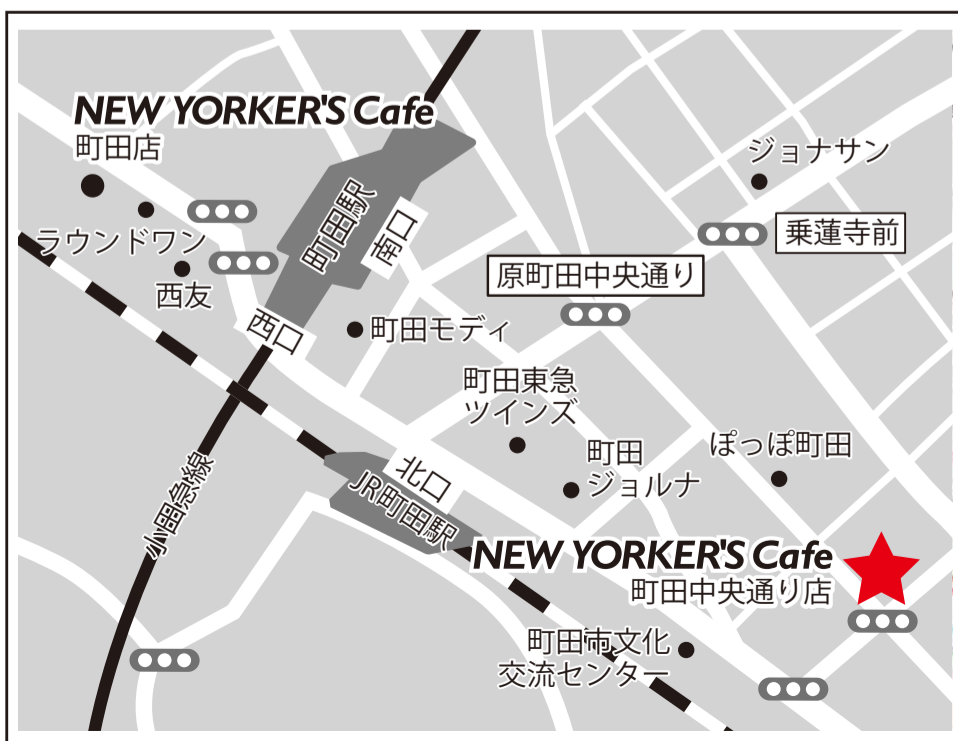 NEW YORKER'S Cafe
町田店
ジョナサン
ラウンドワン
町田駅
南口
乗蓮寺前
西友
原町田中央通り
西口
町田モディ
町田東急
ツインズ
町田
ジョルナ
ぽっぽ町田
北口
JR町田駅
小田急線
NEW YORKER'S Cafe
町田中央通り店
町田市文化
交流センター